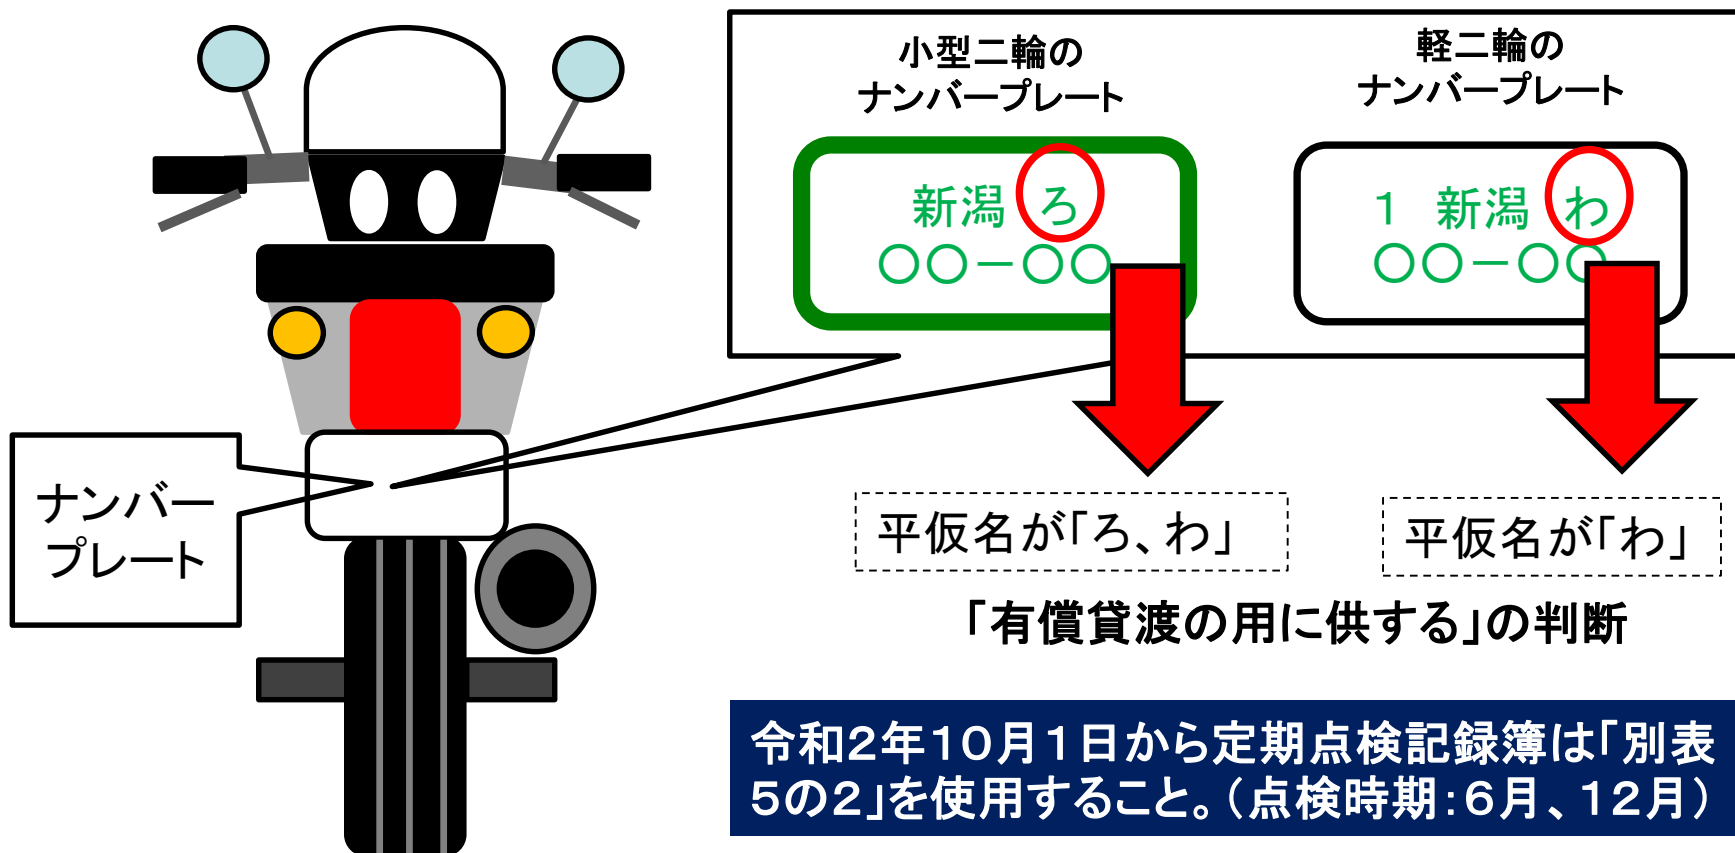 小型二輪の
ナンバープレート
新潟 ろ
○○－○○
軽二輪の
ナンバープレート
1 新潟 わ
○○－○○
ナンバー
プレート
平仮名が「ろ、わ」
平仮名が「わ」
「有償貸渡の用に供する」の判断
令和2年10月1日から定期点検記録簿は「別表
5の2」を使用すること。（点検時期：6月、12月）